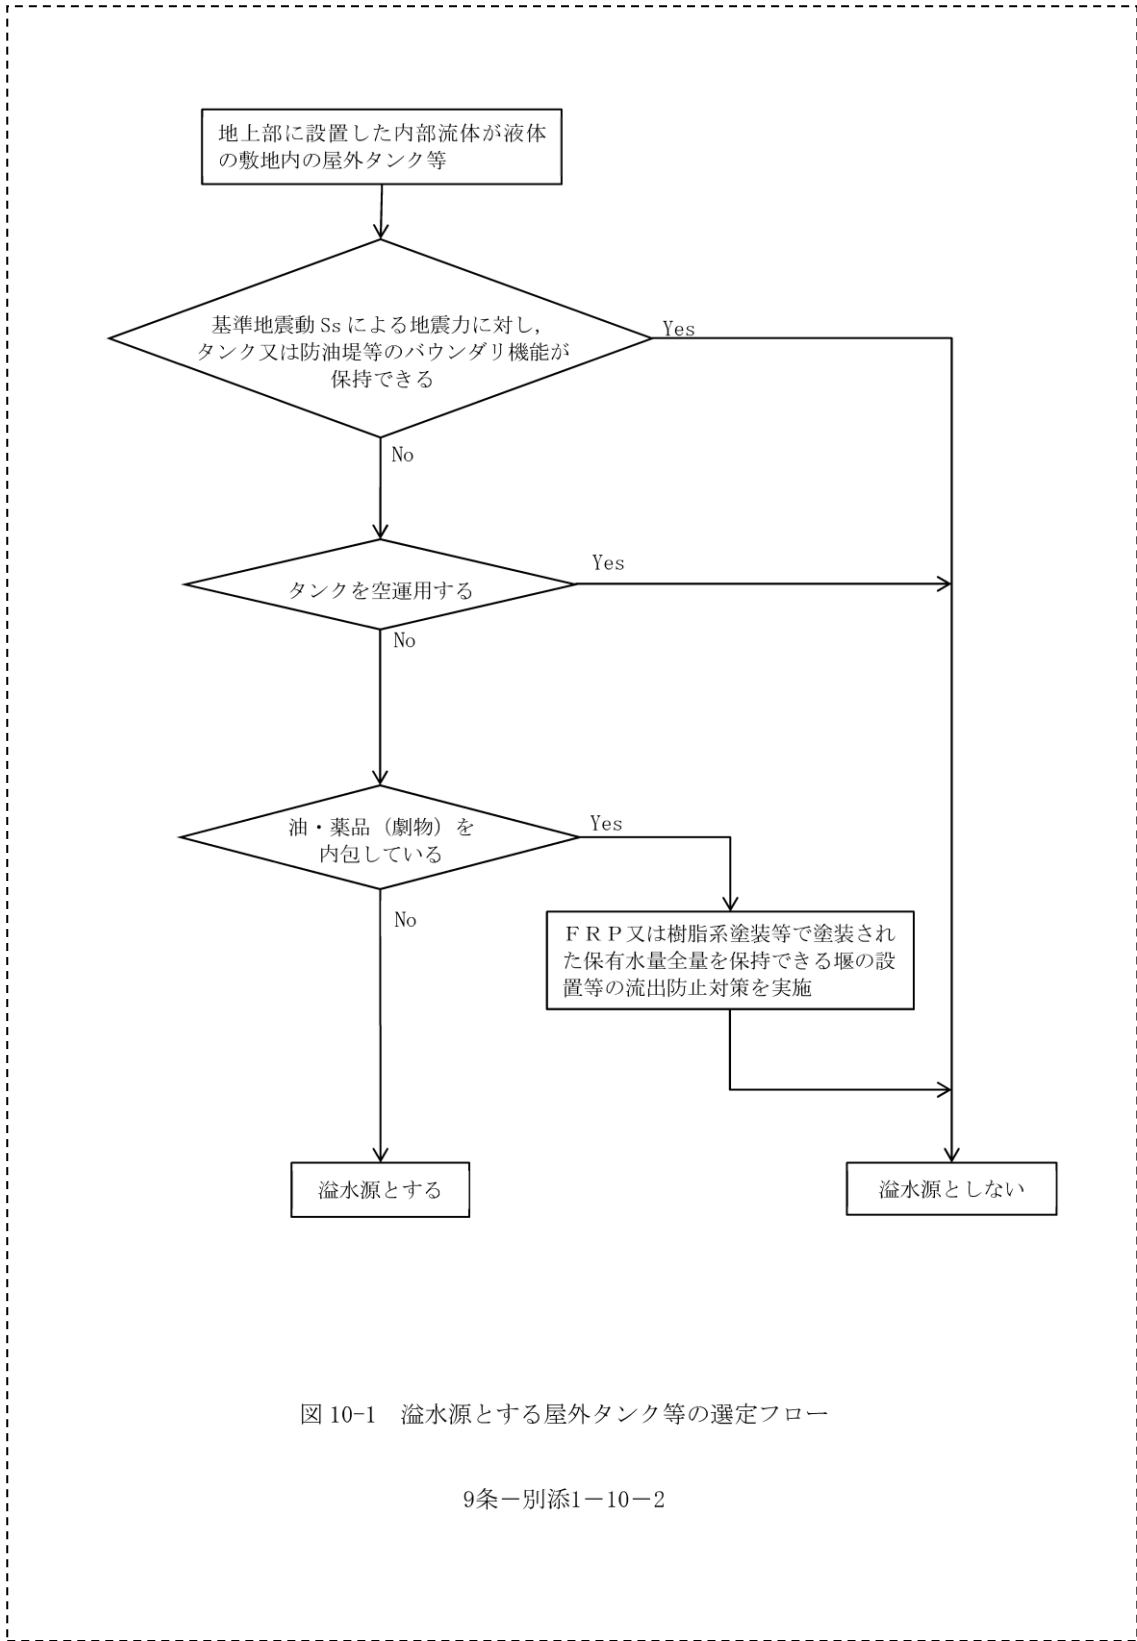 地上部に設置した内部流体が液体
の敷地内の屋外タンク等
基準地震動 Ss による地震力に対し,
タンク又は防油堤等のバウンダリ機能が
保持できる
Yes
No
タンクを空運用する
Yes
No
油・薬品（劇物）を
内包している
Yes
No
ＦＲＰ又は樹脂系塗装等で塗装され
た保有水量全量を保持できる堰の設
置等の流出防止対策を実施
溢水源とする
溢水源としない
図 10-1　溢水源とする屋外タンク等の選定フロー
9条－別添1－10－2